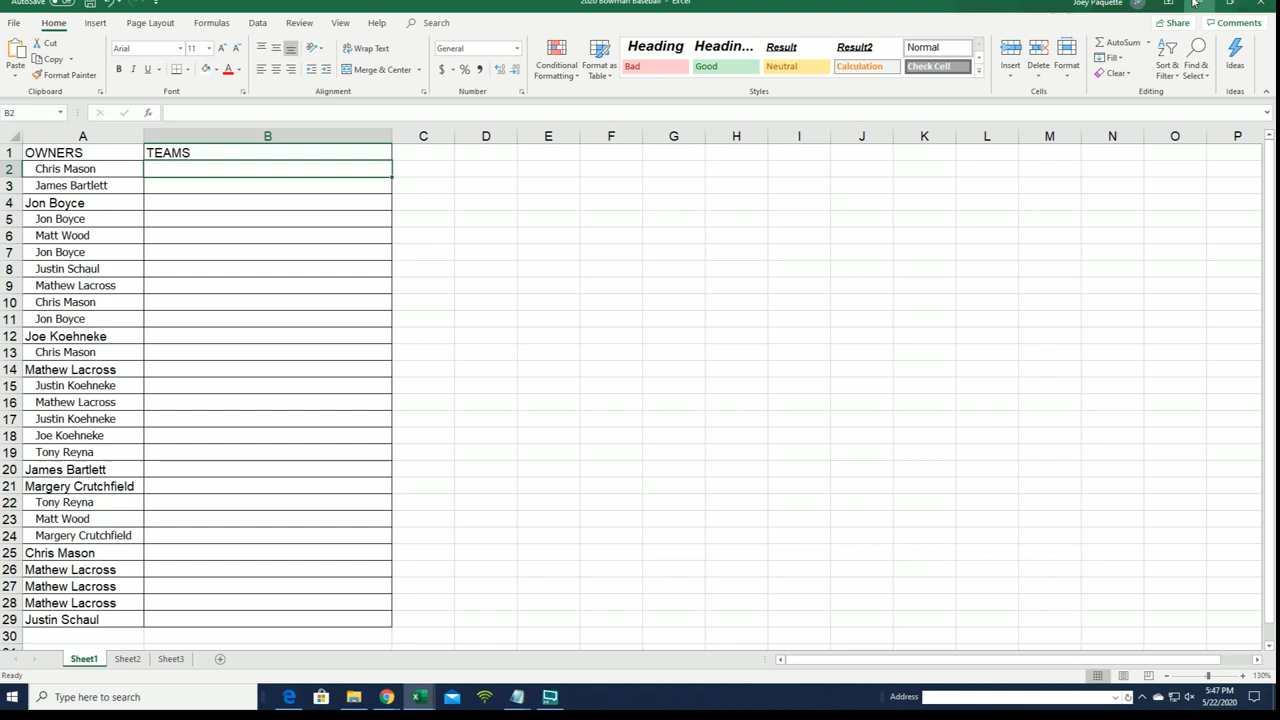 AutoSave Off 2020 Bowman Baseball - Excel Joey Paquette JP
File Home Insert Page Layout Formulas Data Review View Help Search Share Comments
Paste Cut Copy Format Painter Clipboard
Arial 11 A A B I U A Font
Wrap Text Merge & Center Alignment
General $ % , Number
Conditional Formatting Format as Table
Heading Headin... Result Result2 Normal
Bad Good Neutral Calculation Check Cell
Styles
Insert Delete Format Cells
AutoSum Fill Clear Sort & Filter Find & Select Editing
Ideas Ideas
B2 fx
A B C D E F G H I J K L M N O P
1 OWNERS TEAMS
2 Chris Mason
3 James Bartlett
4 Jon Boyce
5 Jon Boyce
6 Matt Wood
7 Jon Boyce
8 Justin Schaul
9 Mathew Lacross
10 Chris Mason
11 Jon Boyce
12 Joe Koehneke
13 Chris Mason
14 Mathew Lacross
15 Justin Koehneke
16 Mathew Lacross
17 Justin Koehneke
18 Joe Koehneke
19 Tony Reyna
20 James Bartlett
21 Margery Crutchfield
22 Tony Reyna
23 Matt Wood
24 Margery Crutchfield
25 Chris Mason
26 Mathew Lacross
27 Mathew Lacross
28 Mathew Lacross
29 Justin Schaul
30
Sheet1 Sheet2 Sheet3
Ready 130%
Type here to search Address 5:47 PM
5/22/2020